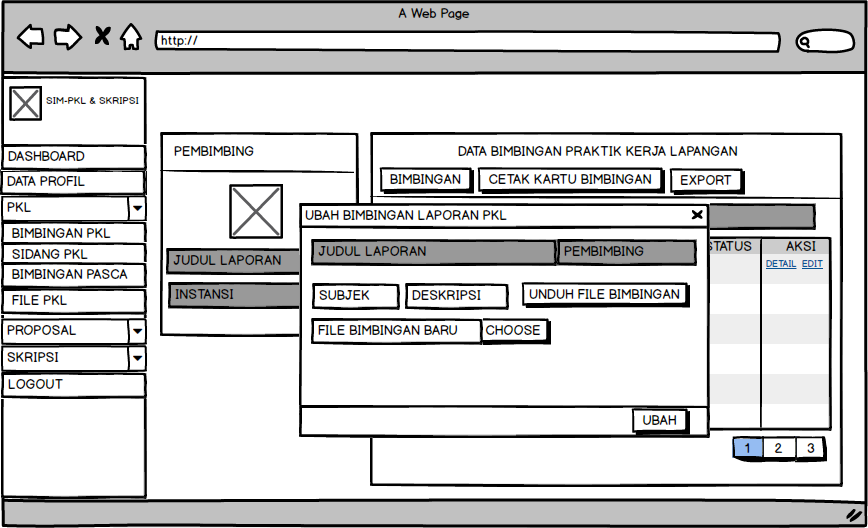 A Web Page
http://
SIM-PKL & SKRIPSI
DASHBOARD
DATA PROFIL
PKL
BIMBINGAN PKL
SIDANG PKL
BIMBINGAN PASCA
FILE PKL
PROPOSAL
SKRIPSI
LOGOUT
PEMBIMBING
JUDUL LAPORAN
INSTANSI
DATA BIMBINGAN PRAKTIK KERJA LAPANGAN
BIMBINGAN CETAK KARTU BIMBINGAN EXPORT
STATUS AKSI
DETAIL EDIT
UBAH BIMBINGAN LAPORAN PKL
JUDUL LAPORAN PEMBIMBING
SUBJEK DESKRIPSI UNDUH FILE BIMBINGAN
FILE BIMBINGAN BARU CHOOSE
UBAH
1 2 3